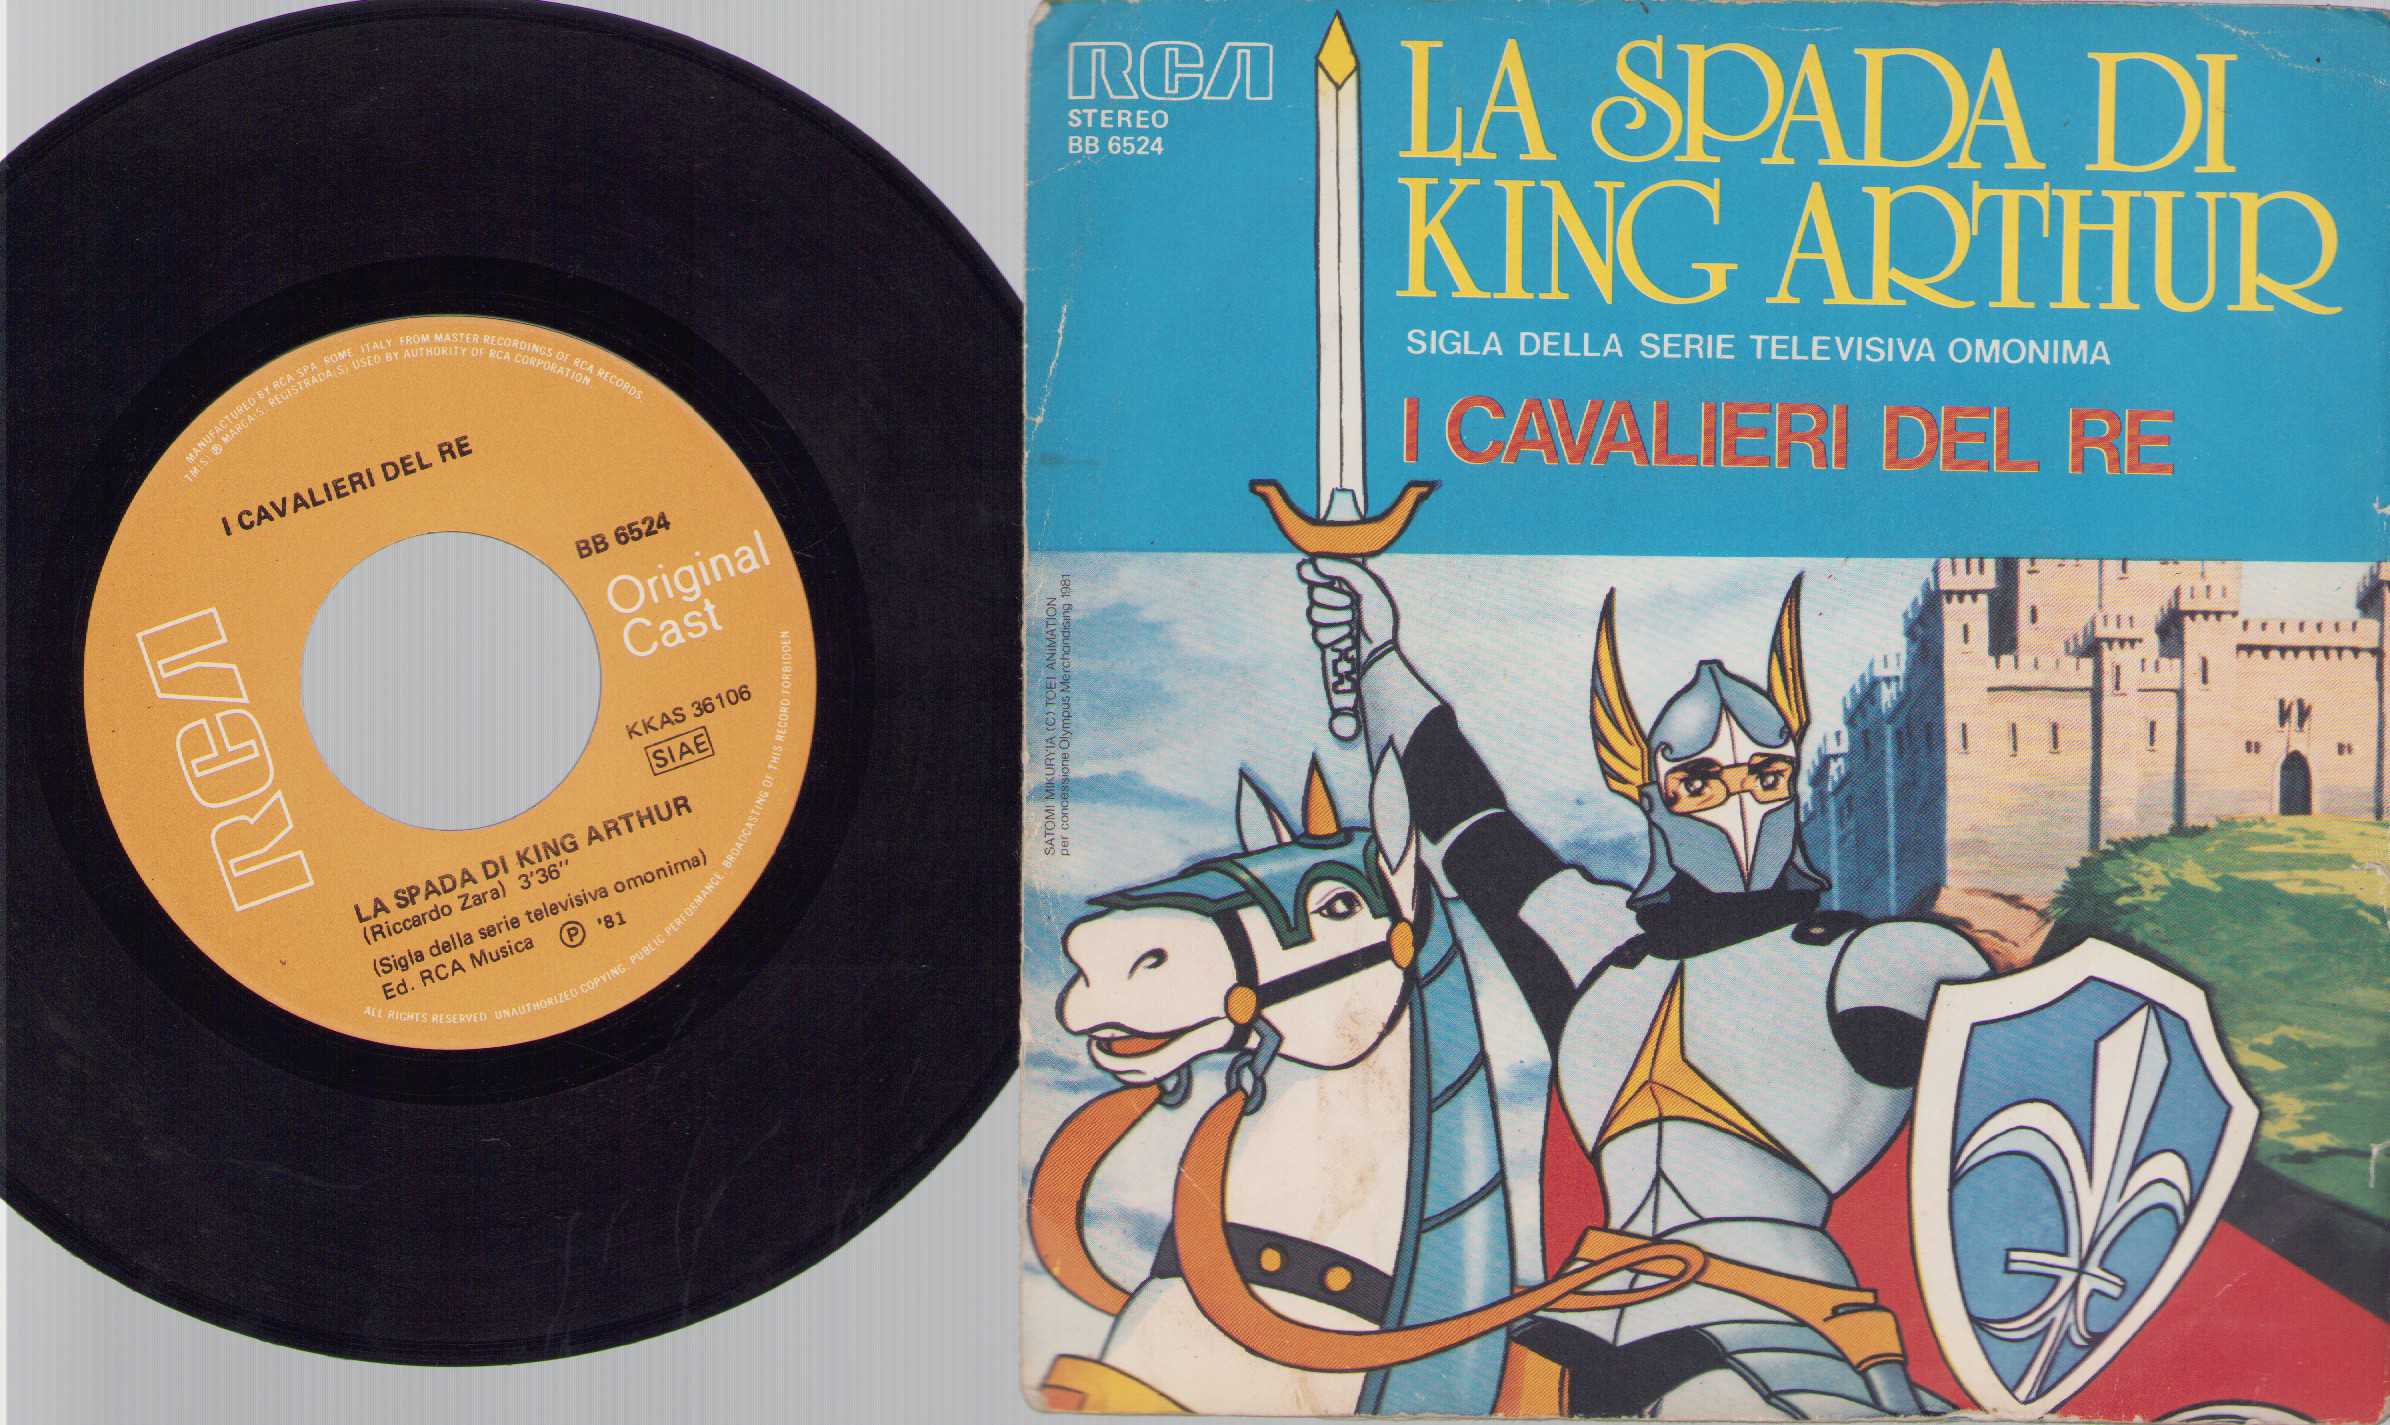 MANUFACTURED BY RCA SPA. ROME. ITALY. FROM MASTER RECORDINGS OF RCA RECORDS.
TM.S. ® MARCA(S) REGISTRADA(S) USED BY AUTHORITY OF RCA CORPORATION.
I CAVALIERI DEL RE
BB 6524
Original
Cast
RCA
KKAS 36106
SIAE
LA SPADA DI KING ARTHUR
(Riccardo Zara) 3'36"
(Sigla della serie televisiva omonima)
Ed. RCA Musica Ⓟ '81
ALL RIGHTS RESERVED. UNAUTHORIZED COPYING, PUBLIC PERFORMANCE, BROADCASTING OF THIS RECORD FORBIDDEN
RCA
STEREO
BB 6524
LA SPADA DI
KING ARTHUR
SIGLA DELLA SERIE TELEVISIVA OMONIMA
I CAVALIERI DEL RE
SATOMI MIKURYIA (C) TOEI ANIMATION
per concessione Olympus Merchandising 1981